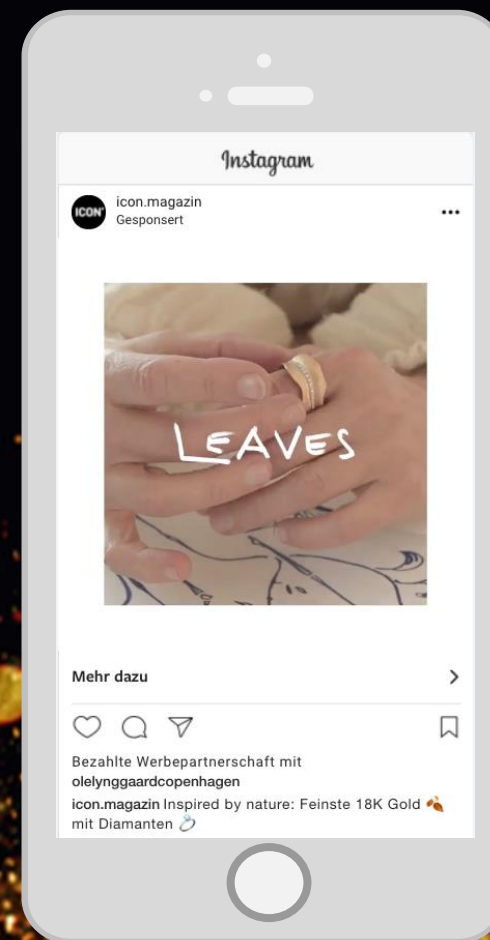 Instagram
ICON
icon.magazin
Gesponsert
LEAVES
Mehr dazu
Bezahlte Werbepartnerschaft mit
olelynggaardcopenhagen
icon.magazin Inspired by nature: Feinste 18K Gold 🍂
mit Diamanten 💍